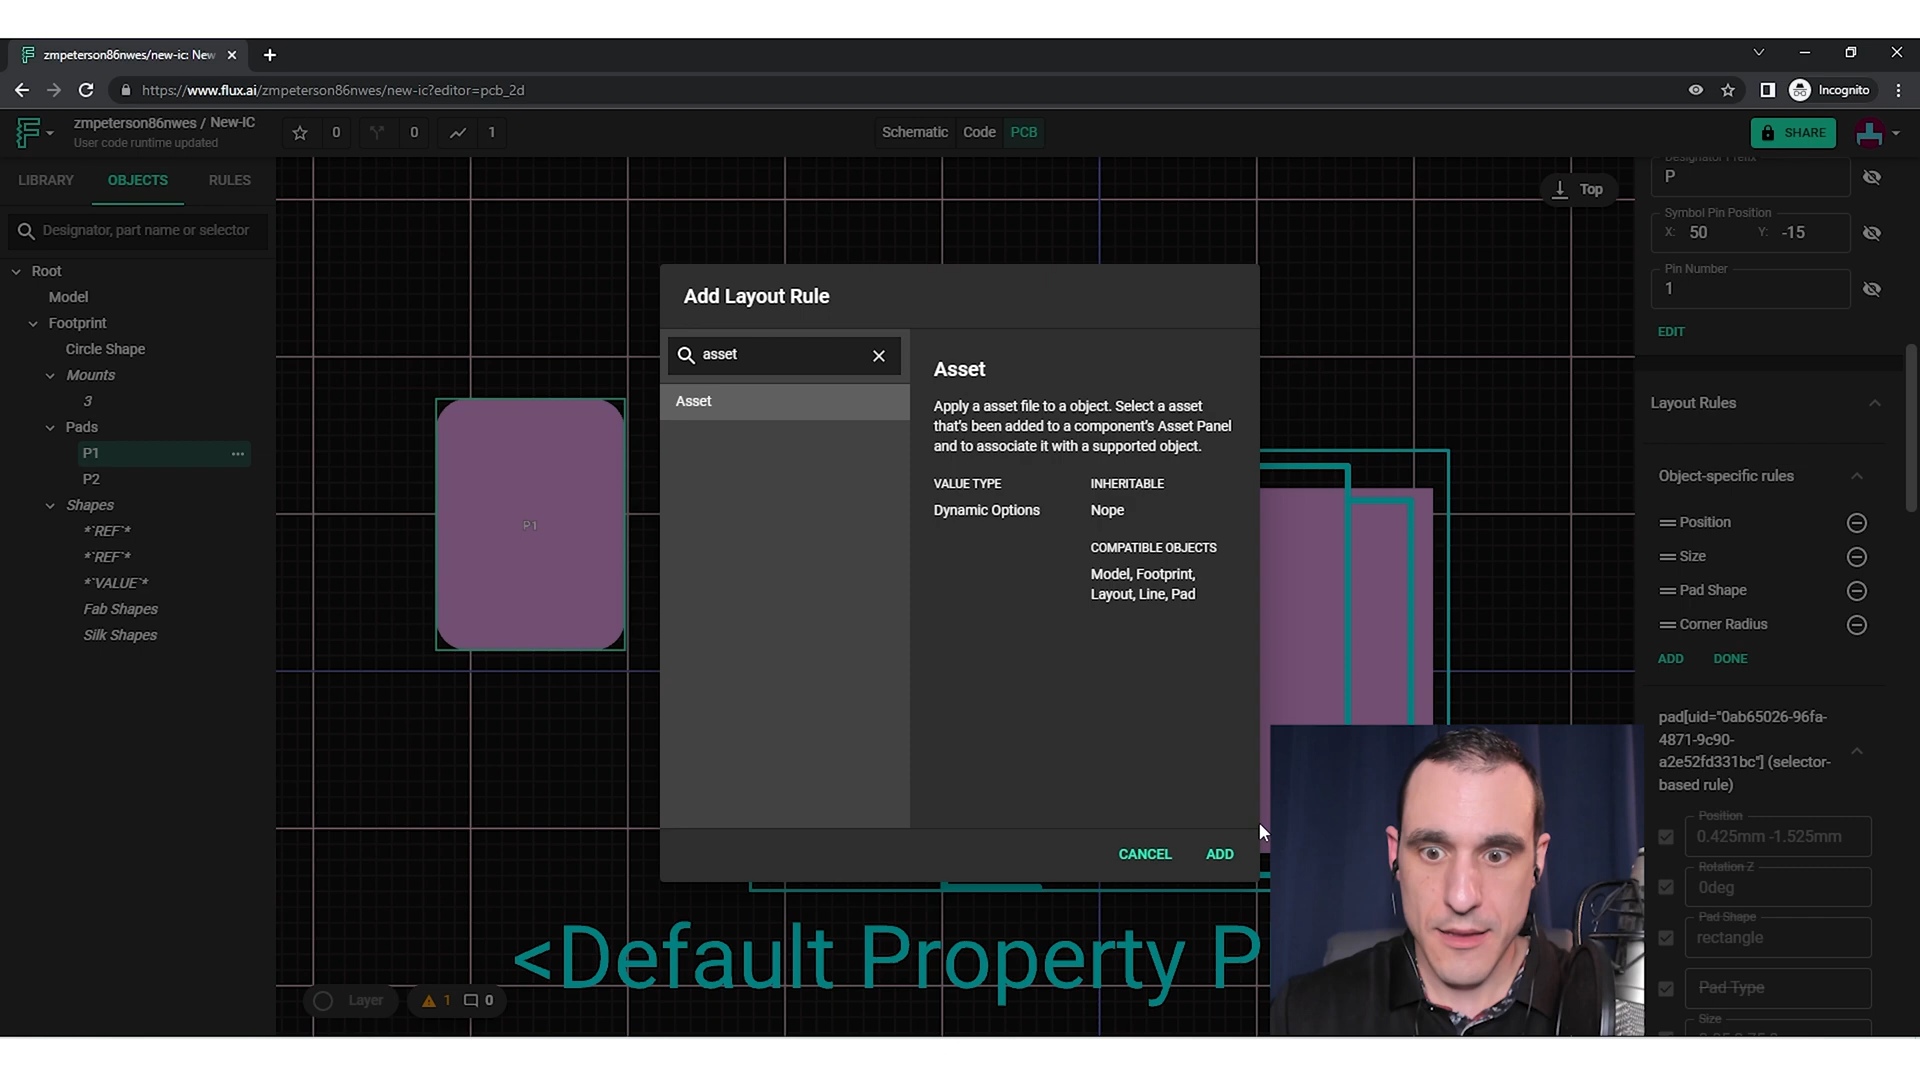 zmpeterson86nwes/new-ic: New
https://www.flux.ai/zmpeterson86nwes/new-ic?editor=pcb_2d
Incognito
zmpeterson86nwes / New-IC
User code runtime updated
0
0
1
Schematic
Code
PCB
SHARE
LIBRARY
OBJECTS
RULES
Designator, part name or selector
Root
Model
Footprint
Circle Shape
Mounts
3
Pads
P1
P2
Shapes
*`REF`*
*`REF`*
*`VALUE`*
Fab Shapes
Silk Shapes
P1
Top
Add Layout Rule
asset
Asset
Asset
Apply a asset file to a object. Select a asset
that's been added to a component's Asset Panel
and to associate it with a supported object.
VALUE TYPE
INHERITABLE
Dynamic Options
Nope
COMPATIBLE OBJECTS
Model, Footprint,
Layout, Line, Pad
CANCEL
ADD
<Default Property P
Layer
1
0
Designator Prefix
P
Symbol Pin Position
X: 50 Y: -15
Pin Number
1
EDIT
Layout Rules
Object-specific rules
Position
Size
Pad Shape
Corner Radius
ADD
DONE
pad[uid="0ab65026-96fa-
4871-9c90-
a2e52fd331bc"] (selector-
based rule)
Position
0.425mm -1.525mm
Rotation Z
0deg
Pad Shape
rectangle
Pad Type
Size